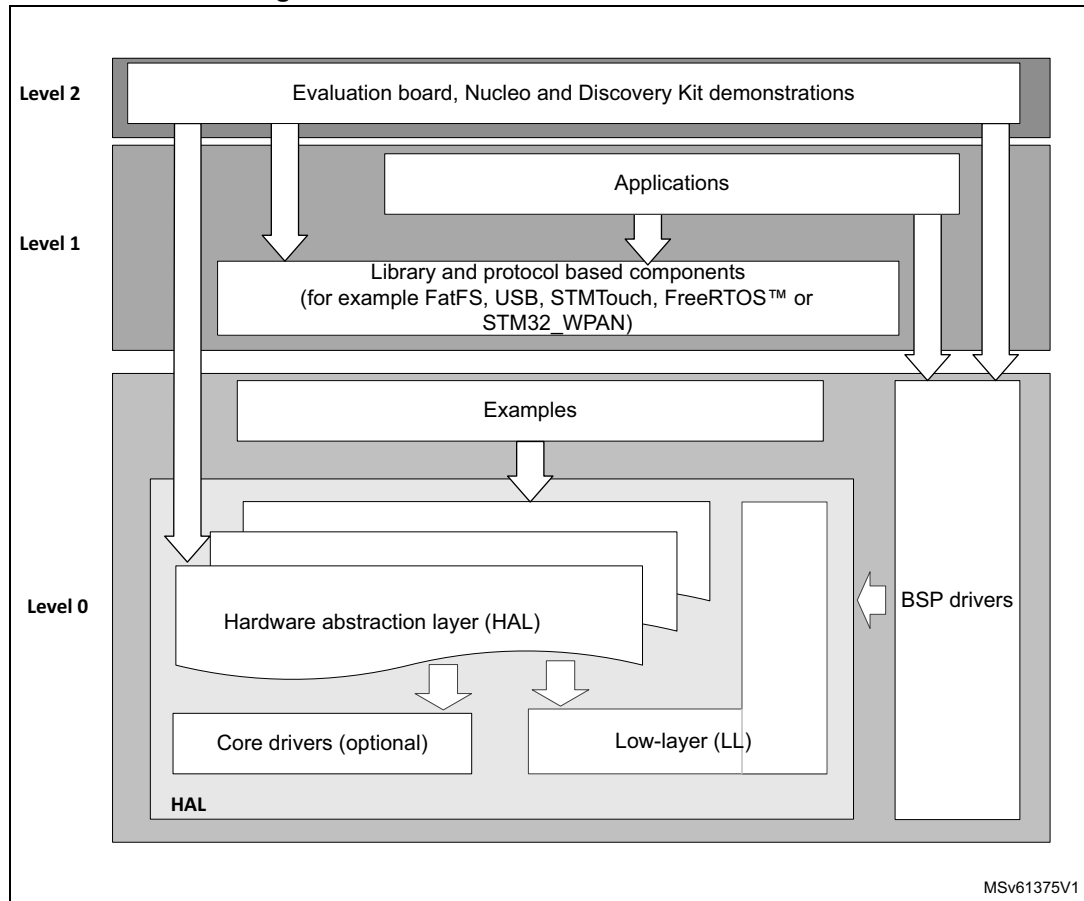 Level 2
Evaluation board, Nucleo and Discovery Kit demonstrations
Applications
Level 1
Library and protocol based components
(for example FatFS, USB, STMTouch, FreeRTOS™ or
STM32_WPAN)
Examples
Level 0
Hardware abstraction layer (HAL)
BSP drivers
Core drivers (optional)
Low-layer (LL)
HAL
MSv61375V1